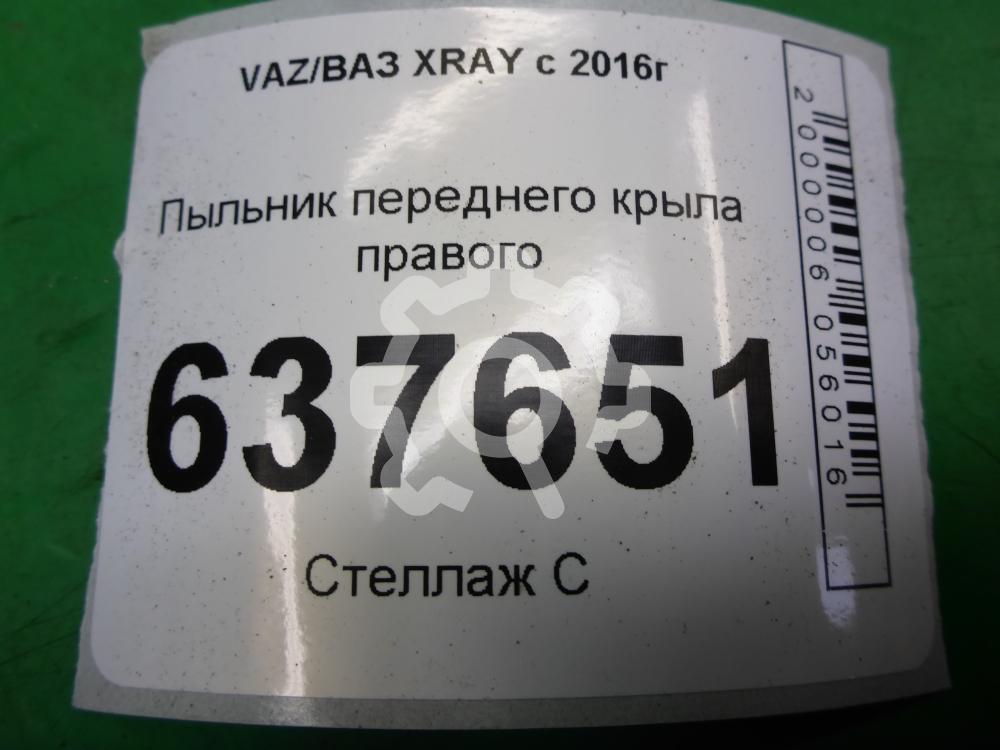 VAZ/ВАЗ XRAY с 2016г
Пыльник переднего крыла
правого
637651
Стеллаж С
2000006056016